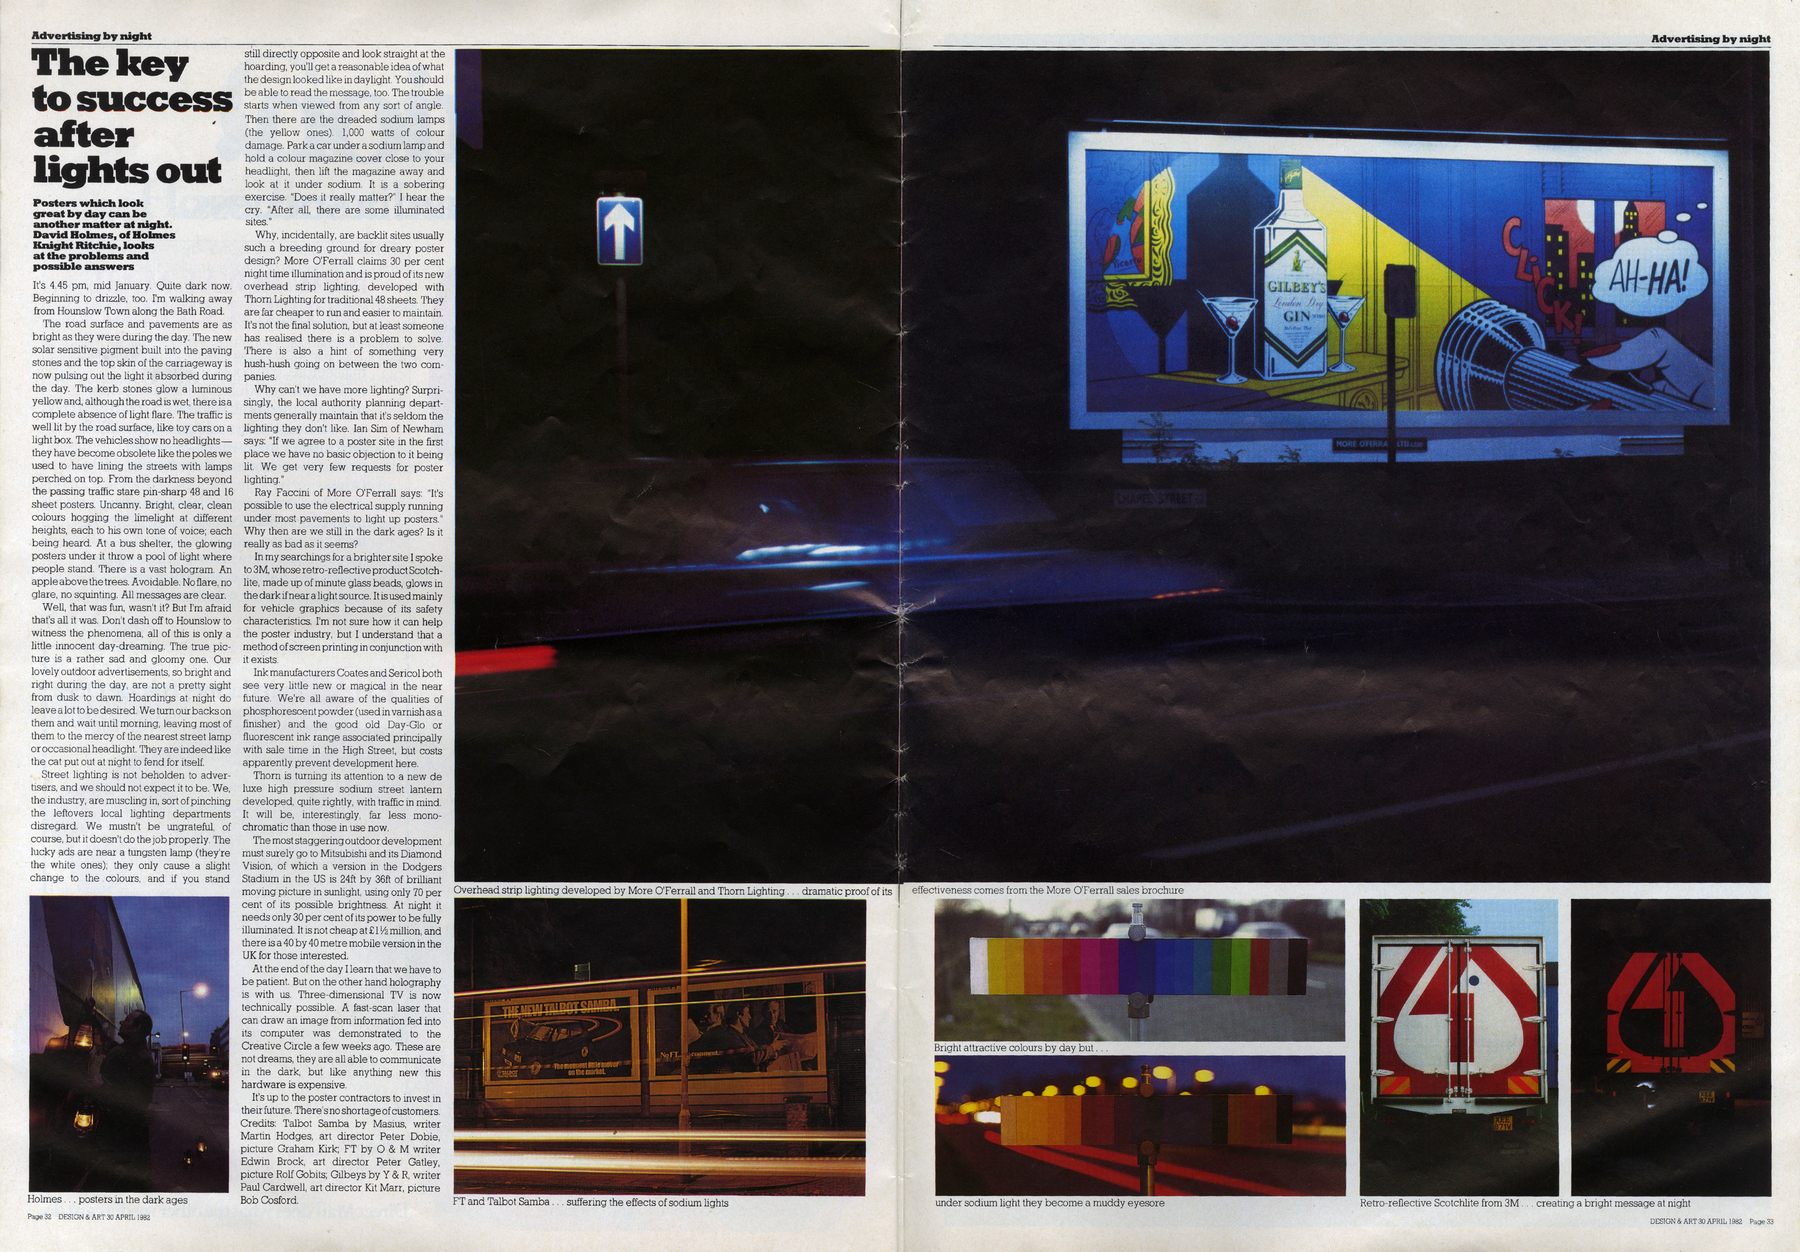 Advertising by night
The key
to success
after
lights out
Posters which look
great by day can be
another matter at night.
David Holmes, of Holmes
Knight Ritchie, looks
at the problems and
possible answers
It's 4.45 pm, mid January. Quite dark now.
Beginning to drizzle, too. I'm walking away
from Hounslow Town along the Bath Road.
The road surface and pavements are as
bright as they were during the day. The new
solar sensitive pigment built into the paving
stones and the top skin of the carriageway is
now pulsing out the light it absorbed during
the day. The kerb stones glow a luminous
yellow and, although the road is wet, there is a
complete absence of light flare. The traffic is
well lit by the road surface, like toy cars on a
light box. The vehicles show no headlights—
they have become obsolete like the poles we
used to have lining the streets with lamps
perched on top. From the darkness beyond
the passing traffic stare pin-sharp 48 and 16
sheet posters. Uncanny. Bright, clear, clean
colours hogging the limelight at different
heights, each to his own tone of voice; each
being heard. At a bus shelter, the glowing
posters under it throw a pool of light where
people stand. There is a vast hologram. An
apple above the trees. Avoidable. No flare, no
glare, no squinting. All messages are clear.
Well, that was fun, wasn't it? But I'm afraid
that's all it was. Don't dash off to Hounslow to
witness the phenomena, all of this is only a
little innocent day-dreaming. The true pic-
ture is a rather sad and gloomy one. Our
lovely outdoor advertisements, so bright and
right during the day, are not a pretty sight
from dusk to dawn. Hoardings at night do
leave a lot to be desired. We turn our backs on
them and wait until morning, leaving most of
them to the mercy of the nearest street lamp
or occasional headlight. They are indeed like
the cat put out at night to fend for itself.
Street lighting is not beholden to adver-
tisers, and we should not expect it to be. We,
the industry, are muscling in, sort of pinching
the leftovers local lighting departments
disregard. We mustn't be ungrateful, of
course, but it doesn't do the job properly. The
lucky ads are near a tungsten lamp (they're
the white ones); they only cause a slight
change to the colours, and if you stand
still directly opposite and look straight at the
hoarding, you'll get a reasonable idea of what
the design looked like in daylight. You should
be able to read the message, too. The trouble
starts when viewed from any sort of angle.
Then there are the dreaded sodium lamps
(the yellow ones). 1,000 watts of colour
damage. Park a car under a sodium lamp and
hold a colour magazine cover close to your
headlight, then lift the magazine away and
look at it under sodium. It is a sobering
exercise. "Does it really matter?" I hear the
cry. "After all, there are some illuminated
sites."
Why, incidentally, are backlit sites usually
such a breeding ground for dreary poster
design? More O'Ferrall claims 30 per cent
night time illumination and is proud of its new
overhead strip lighting, developed with
Thorn Lighting for traditional 48 sheets. They
are far cheaper to run and easier to maintain.
It's not the final solution, but at least someone
has realised there is a problem to solve.
There is also a hint of something very
hush-hush going on between the two com-
panies.
Why can't we have more lighting? Surpri-
singly, the local authority planning depart-
ments generally maintain that it's seldom the
lighting they don't like. Ian Sim of Newham
says: "If we agree to a poster site in the first
place we have no basic objection to it being
lit. We get very few requests for poster
lighting."
Ray Faccini of More O'Ferrall says: "It's
possible to use the electrical supply running
under most pavements to light up posters."
Why then are we still in the dark ages? Is it
really as bad as it seems?
In my searchings for a brighter site I spoke
to 3M, whose retro-reflective product Scotch-
lite, made up of minute glass beads, glows in
the dark if near a light source. It is used mainly
for vehicle graphics because of its safety
characteristics. I'm not sure how it can help
the poster industry, but I understand that a
method of screen printing in conjunction with
it exists.
Ink manufacturers Coates and Sericol both
see very little new or magical in the near
future. We're all aware of the qualities of
phosphorescent powder (used in varnish as a
finisher) and the good old Day-Glo or
fluorescent ink range associated principally
with sale time in the High Street, but costs
apparently prevent development here.
Thorn is turning its attention to a new de
luxe high pressure sodium street lantern
developed, quite rightly, with traffic in mind.
It will be, interestingly, far less mono-
chromatic than those in use now.
The most staggering outdoor development
must surely go to Mitsubishi and its Diamond
Vision, of which a version in the Dodgers
Stadium in the US is 24ft by 36ft of brilliant
moving picture in sunlight, using only 70 per
cent of its possible brightness. At night it
needs only 30 per cent of its power to be fully
illuminated. It is not cheap at £1½ million, and
there is a 40 by 40 metre mobile version in the
UK for those interested.
At the end of the day I learn that we have to
be patient. But on the other hand holography
is with us. Three-dimensional TV is now
technically possible. A fast-scan laser that
can draw an image from information fed into
its computer was demonstrated to the
Creative Circle a few weeks ago. These are
not dreams, they are all able to communicate
in the dark, but like anything new this
hardware is expensive.
It's up to the poster contractors to invest in
their future. There's no shortage of customers.
Credits: Talbot Samba by Masius, writer
Martin Hodges, art director Peter Dobie,
picture Graham Kirk; FT by O & M writer
Edwin Brock, art director Peter Gatley,
picture Rolf Gobits; Gilbeys by Y & R, writer
Paul Cardwell, art director Kit Marr, picture
Bob Cosford.
Holmes . . . posters in the dark ages
Page 32 DESIGN & ART 30 APRIL 1982
Advertising by night
GILBEY'S
London Dry
GIN
CLICK!
AH-HA!
MORE O'FERRALL LTD
CHAPEL STREET
Overhead strip lighting developed by More O'Ferrall and Thorn Lighting . . . dramatic proof of its
effectiveness comes from the More O'Ferrall sales brochure
THE NEW TALBOT SAMBA.
on the market.
No FT...no comment.
FT and Talbot Samba . . . suffering the effects of sodium lights
Bright attractive colours by day but . . .
under sodium light they become a muddy eyesore
Retro-reflective Scotchlite from 3M . . . creating a bright message at night
DESIGN & ART 30 APRIL 1982 Page 33